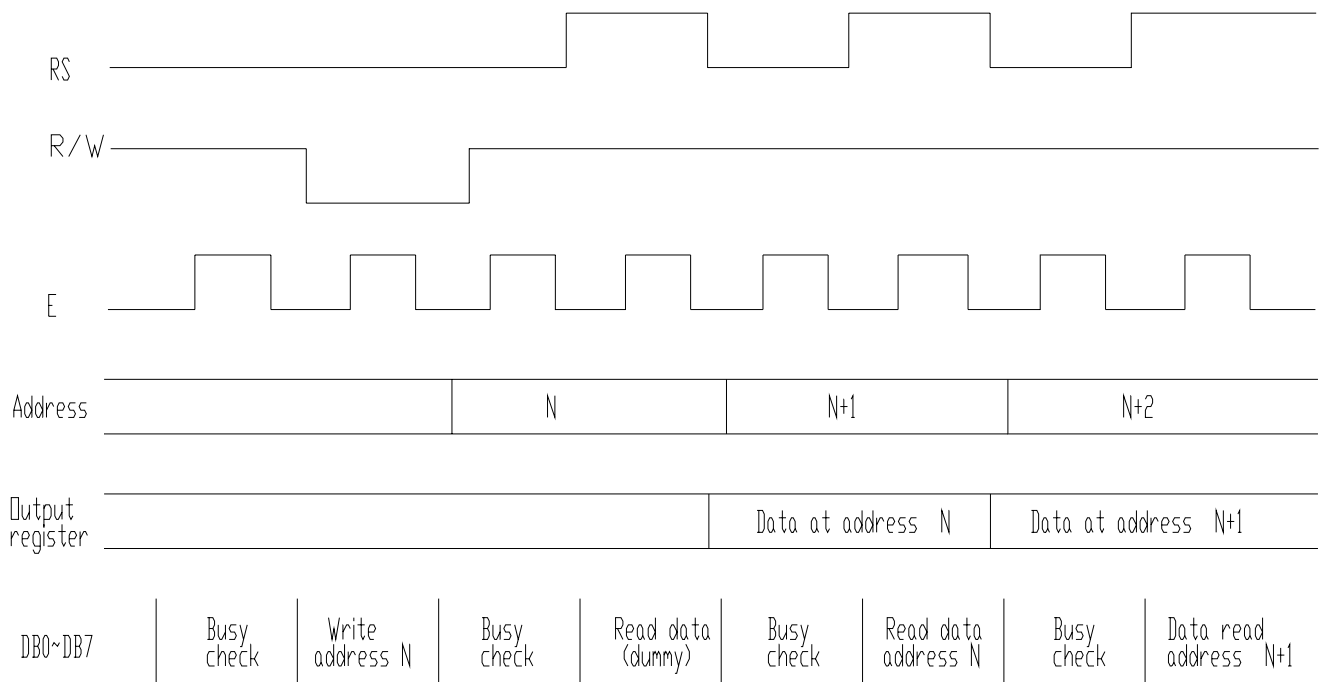 RS
R/W
E
Address
N
N+1
N+2
Output
register
Data at address N
Data at address N+1
DB0~DB7
Busy
check
Write
address N
Busy
check
Read data
(dummy)
Busy
check
Read data
address N
Busy
check
Data read
address N+1